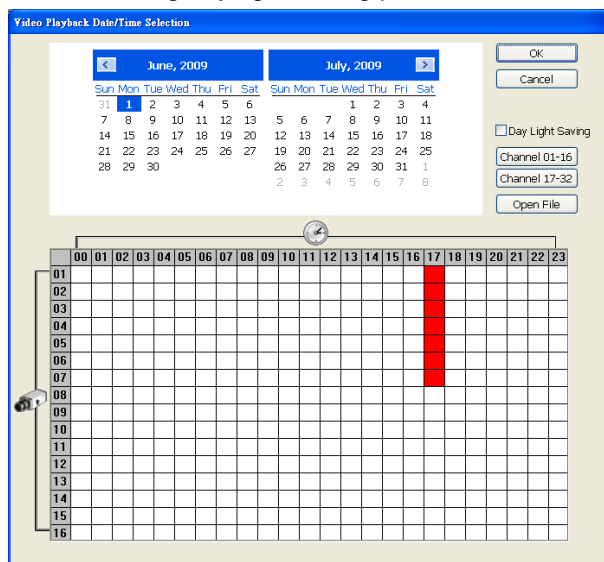 Video Playback Date/Time Selection
June, 2009
Sun Mon Tue Wed Thu Fri Sat
31 1 2 3 4 5 6
7 8 9 10 11 12 13
14 15 16 17 18 19 20
21 22 23 24 25 26 27
28 29 30
July, 2009
Sun Mon Tue Wed Thu Fri Sat
1 2 3 4
5 6 7 8 9 10 11
12 13 14 15 16 17 18
19 20 21 22 23 24 25
26 27 28 29 30 31 1
2 3 4 5 6 7 8
OK
Cancel
Day Light Saving
Channel 01-16
Channel 17-32
Open File
00 01 02 03 04 05 06 07 08 09 10 11 12 13 14 15 16 17 18 19 20 21 22 23
01
02
03
04
05
06
07
08
09
10
11
12
13
14
15
16